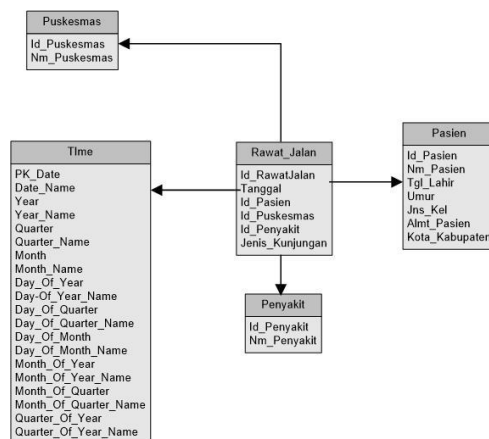 Puskesmas
Id_Puskesmas
Nm_Puskesmas
TIme
PK_Date
Date_Name
Year
Year_Name
Quarter
Quarter_Name
Month
Month_Name
Day_Of_Year
Day-Of_Year_Name
Day_Of_Quarter
Day_Of_Quarter_Name
Day_Of_Month
Day_Of_Month_Name
Month_Of_Year
Month_Of_Year_Name
Month_Of_Quarter
Month_Of_Quarter_Name
Quarter_Of_Year
Quarter_Of_Year_Name
Rawat_Jalan
Id_RawatJalan
Tanggal
Id_Pasien
Id_Puskesmas
Id_Penyakit
Jenis_Kunjungan
Pasien
Id_Pasien
Nm_Pasien
Tgl_Lahir
Umur
Jns_Kel
Almt_Pasien
Kota_Kabupaten
Penyakit
Id_Penyakit
Nm_Penyakit